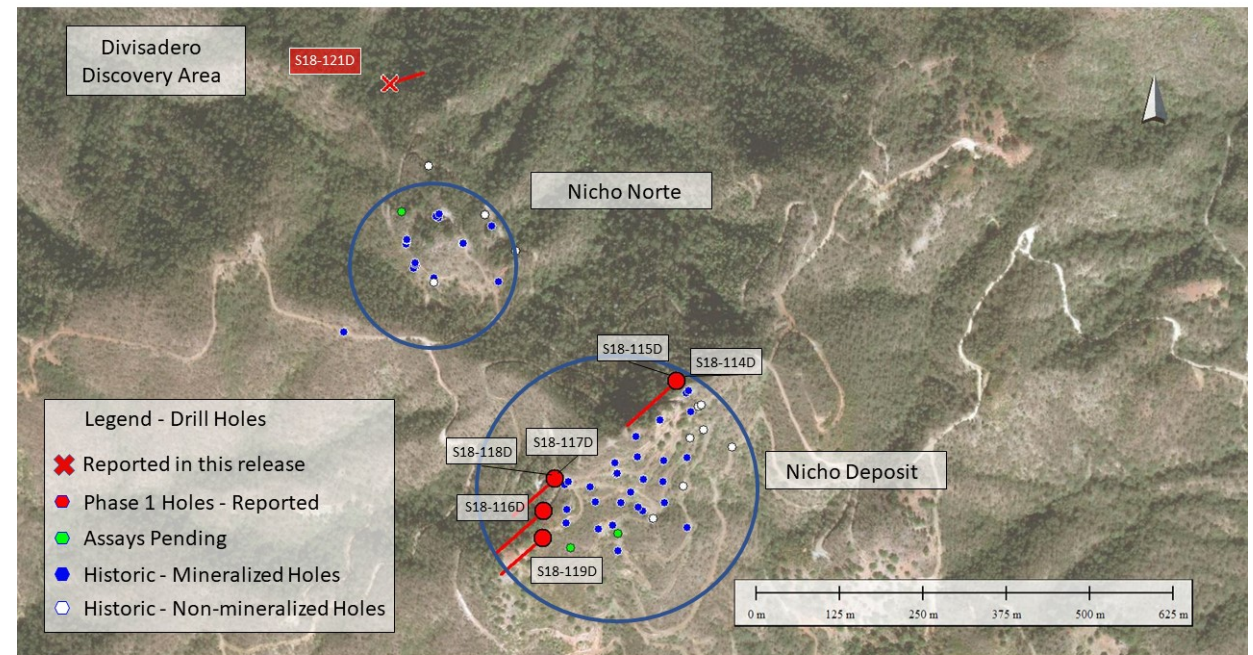 Divisadero
Discovery Area
S18-121D
Nicho Norte
S18-115D
S18-114D
S18-117D
S18-118D
S18-116D
S18-119D
Nicho Deposit
Legend - Drill Holes
Reported in this release
Phase 1 Holes - Reported
Assays Pending
Historic - Mineralized Holes
Historic - Non-mineralized Holes
0 m 125 m 250 m 375 m 500 m 625 m